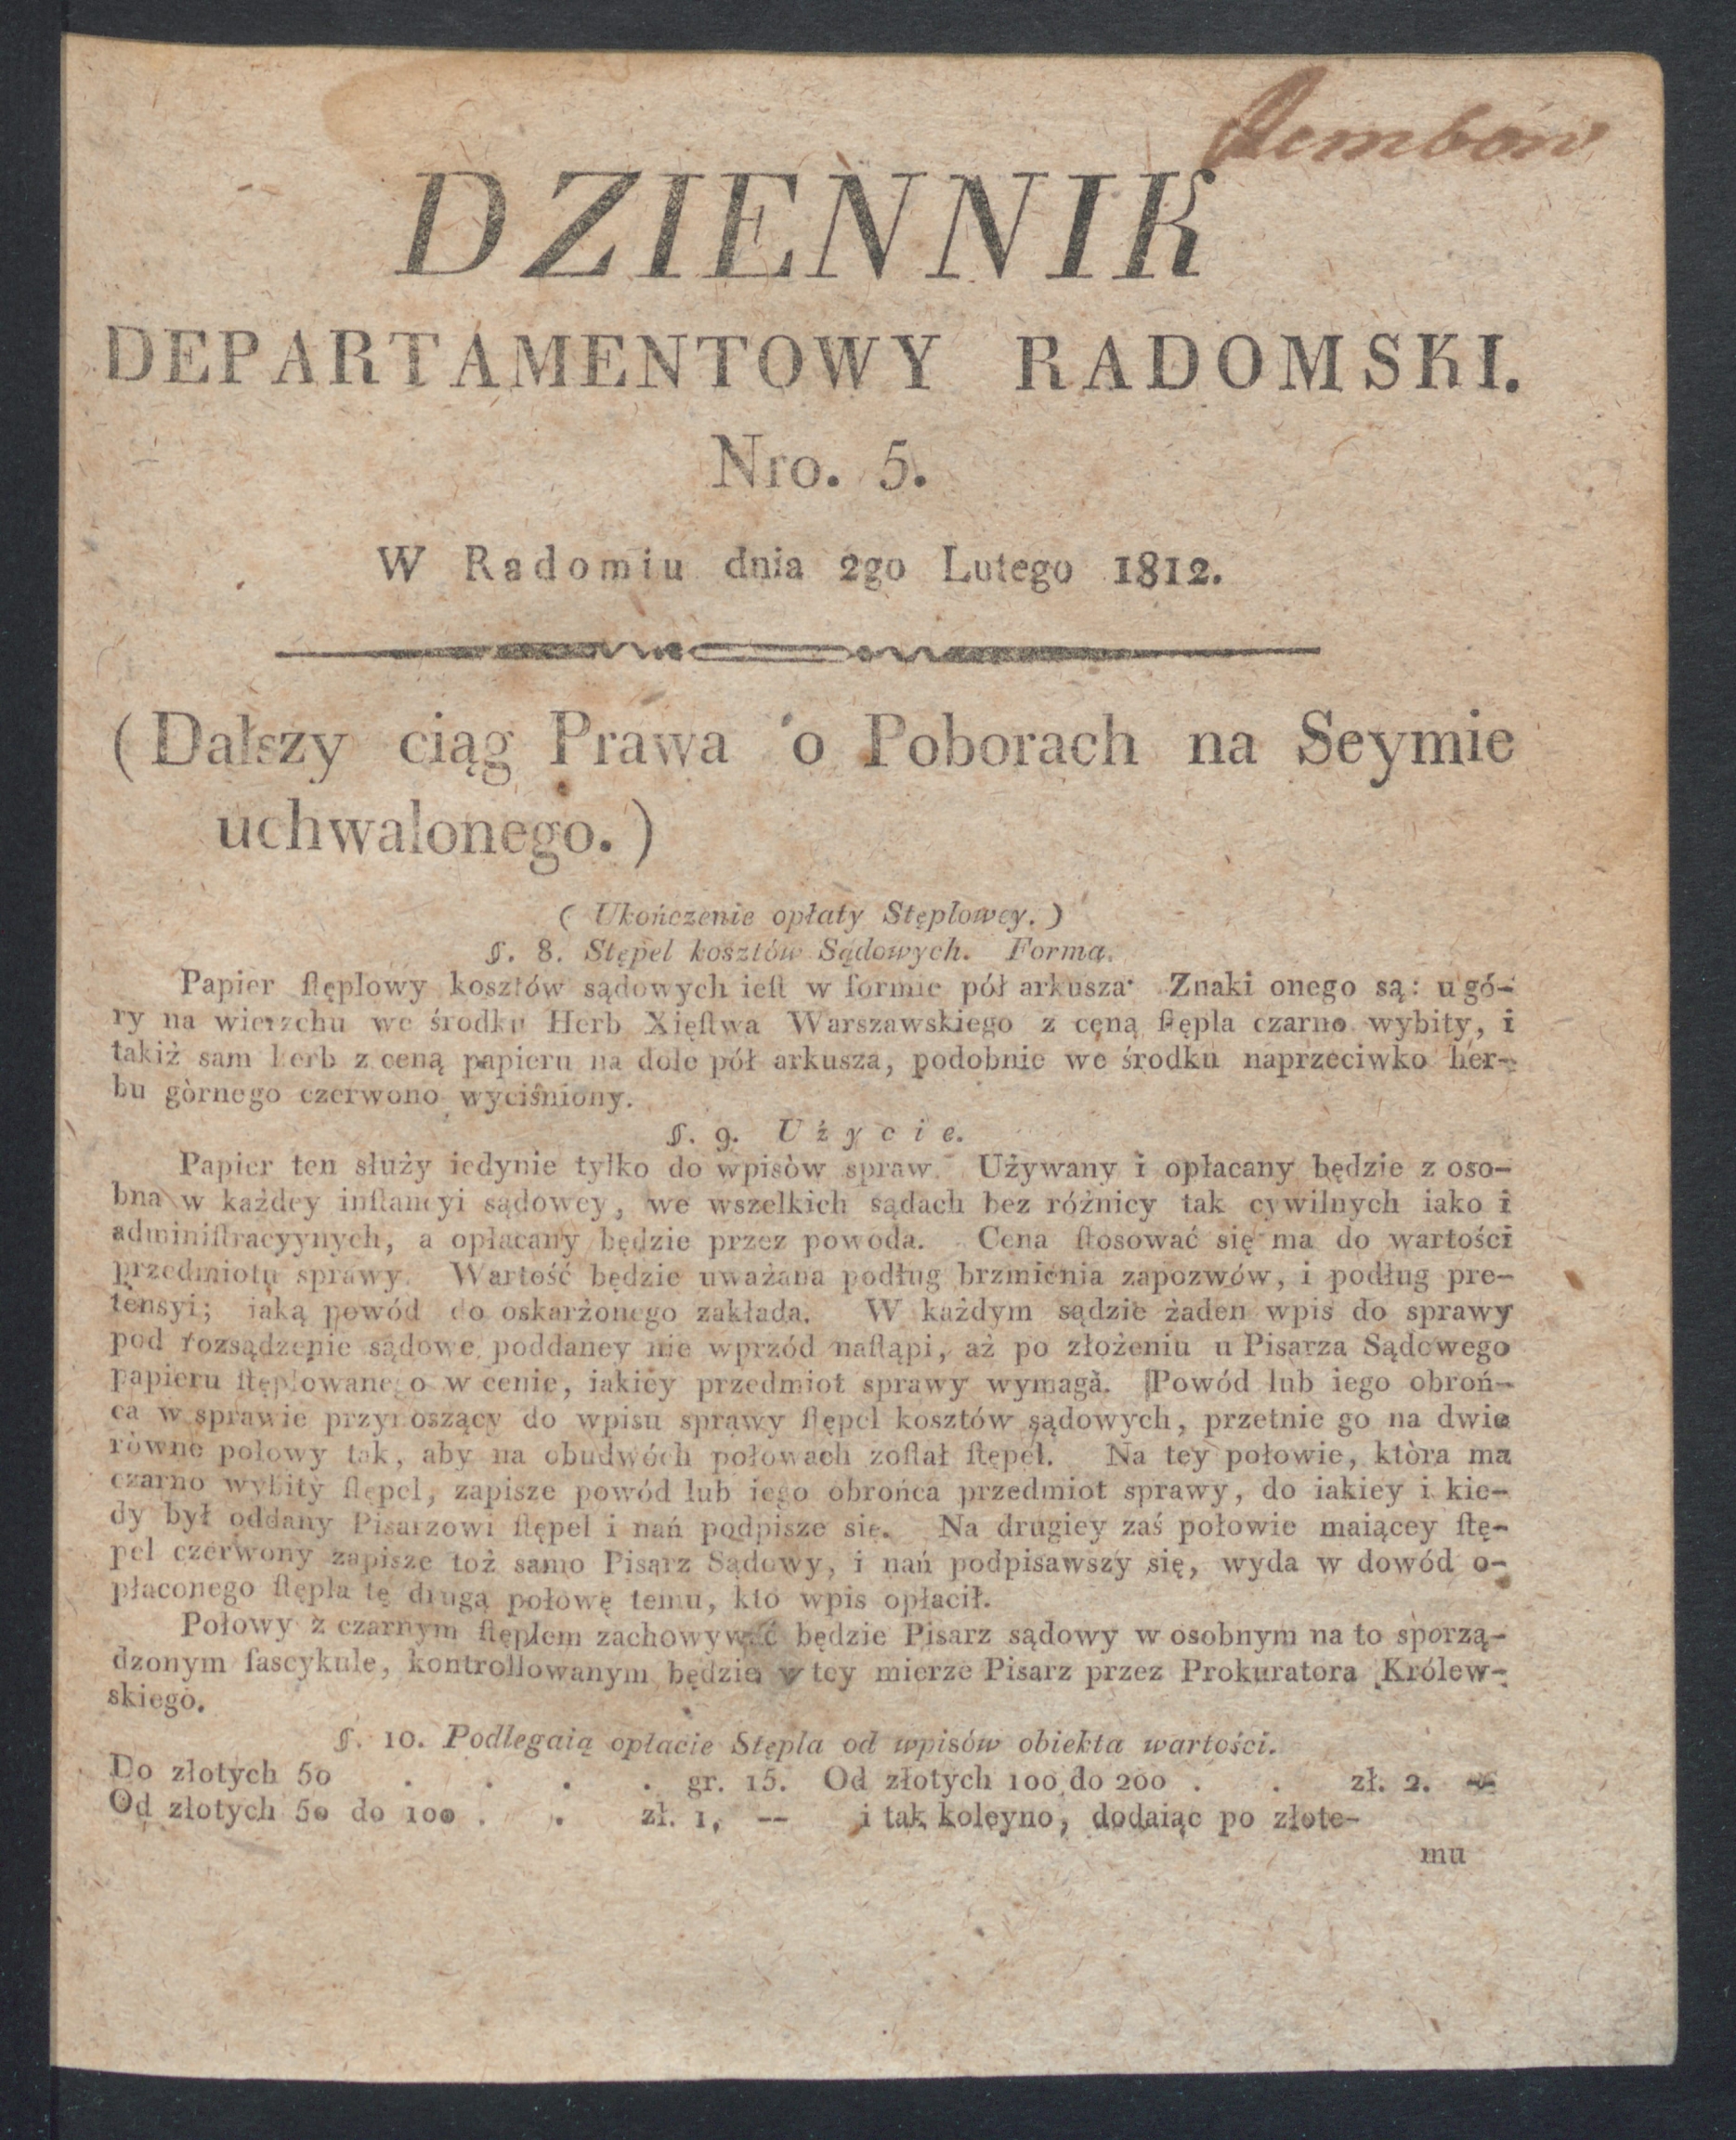 Rembów
DZIENNIK
DEPARTAMENTOWY RADOMSKI.
Nro. 5.
W Radomiu dnia 2go Lutego 1812.
(Dalszy ciąg Prawa o Poborach na Seymie
uchwalonego.)
( Ukończenie opłaty Stęplowey. )
§. 8. Stępel kosztów Sądowych. Forma.
Papier stęplowy kosztów sądowych iest w formie pół arkusza. Znaki onego są: u gó-
ry na wierzchu we środku Herb Xięstwa Warszawskiego z cęną stępla czarno wybity, i
takiż sam herb z ceną papieru na dole pół arkusza, podobnie we środku naprzeciwko her-
bu gòrnego czerwono wyciśniony.
§. 9. Użycie.
Papier ten służy iedynie tylko do wpisòw spraw. Używany i opłacany będzie z oso-
bna w każdey instancyi sądowey, we wszelkich sądach bez różnicy tak cywilnych iako i
administracyynych, a opłacany będzie przez powoda. Cena stosować się ma do wartości
przedmiotu sprawy. Wartość będzie uważana podług brzmienia zapozwów, i podług pre-
tensyi; iaką powód do oskarżonego zakłada. W każdym sądzie żaden wpis do sprawy
pod rozsądzenie sądowe poddaney nie wprzód nastąpi, aż po złożeniu u Pisarza Sądowego
papieru stęplowanego w cenie, iakiéy przedmiot sprawy wymagà. Powód lub iego obroń-
ca w sprawie przynoszący do wpisu sprawy stępel kosztów sądowych, przetnie go na dwie
ròwne połowy tak, aby na obudwóch połowach został stępel. Na tey połowie, która ma
czarno wybity stępel, zapisze powód lub iego obrońca przedmiot sprawy, do iakiey i kie-
dy był oddany Pisarzowi stępel i nań podpisze się. Na drugiey zaś połowie maiącey stę-
pel czerwony zapisze toż samo Pisarz Sądowy, i nań podpisawszy się, wyda w dowód o-
płaconego stępla tę drugą połowę temu, kto wpis opłacił.
Połowy z czarnym stęplem zachowywać będzie Pisarz sądowy w osobnym na to sporzą-
dzonym fascykule, kontrollowanym będzie w tey mierze Pisarz przez Prokuratora Królew-
skiego.
§. 10. Podlegaią opłacie Stępla od wpisów obiekta wartości.
Do złotych 50 . . . . gr. 15. Od złotych 100 do 200 . . zł. 2. --
Od złotych 50 do 100 . . zł. 1, -- i tak koleyno, dodaiąc po złote-
mu